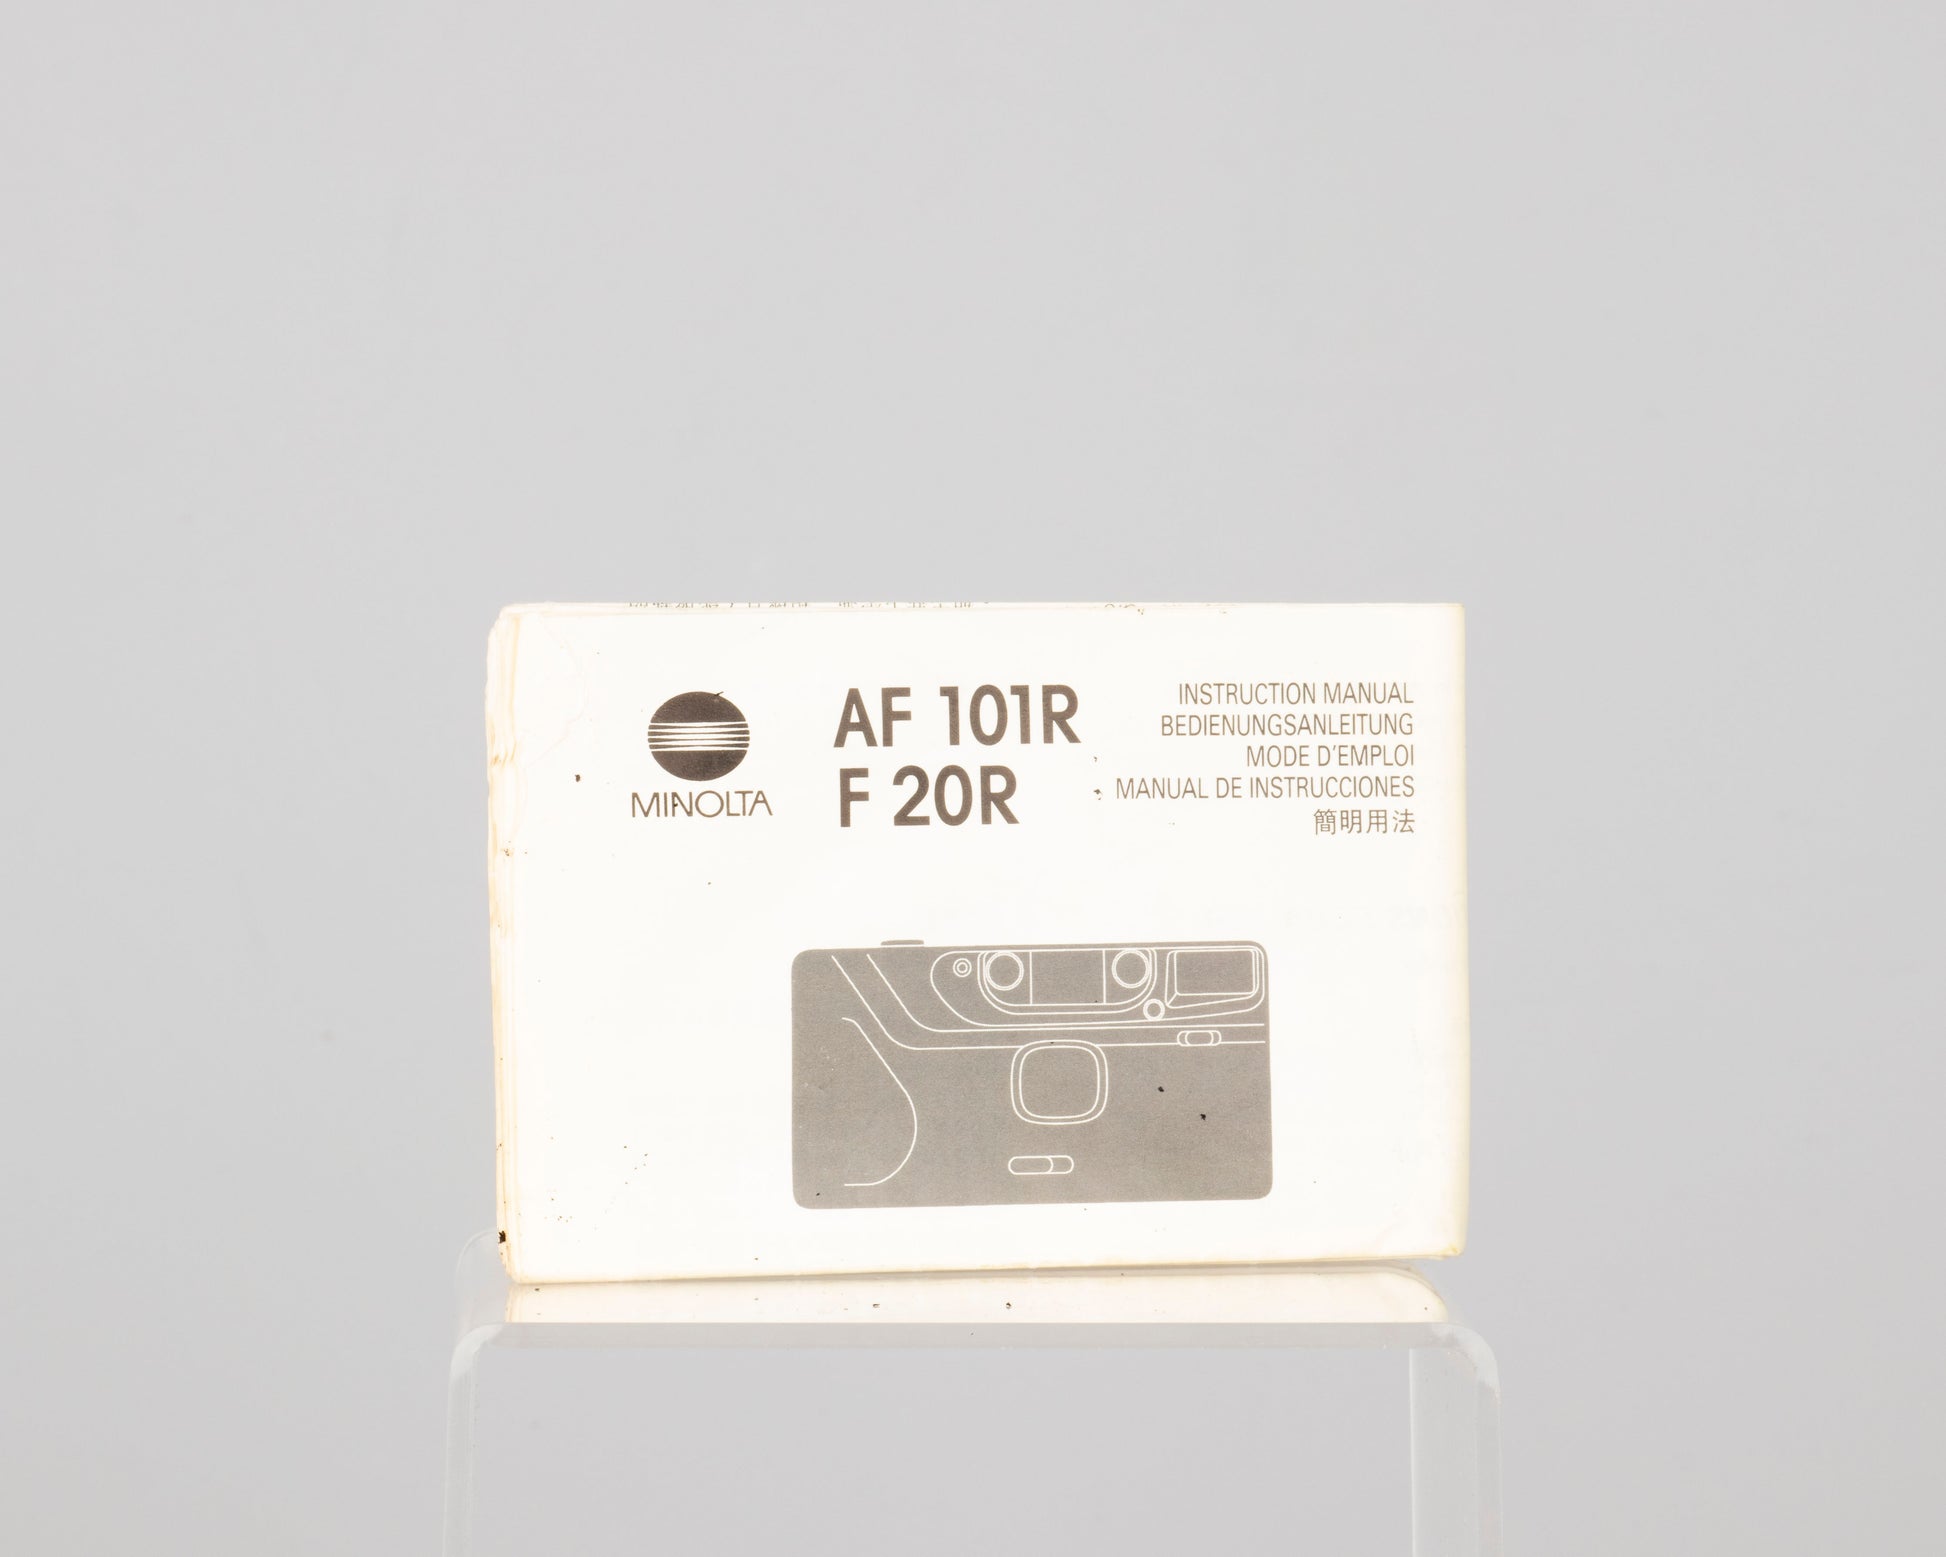 MINOLTA
AF 101R
F 20R
INSTRUCTION MANUAL
BEDIENUNGSANLEITUNG
MODE D'EMPLOI
MANUAL DE INSTRUCCIONES
簡明用法